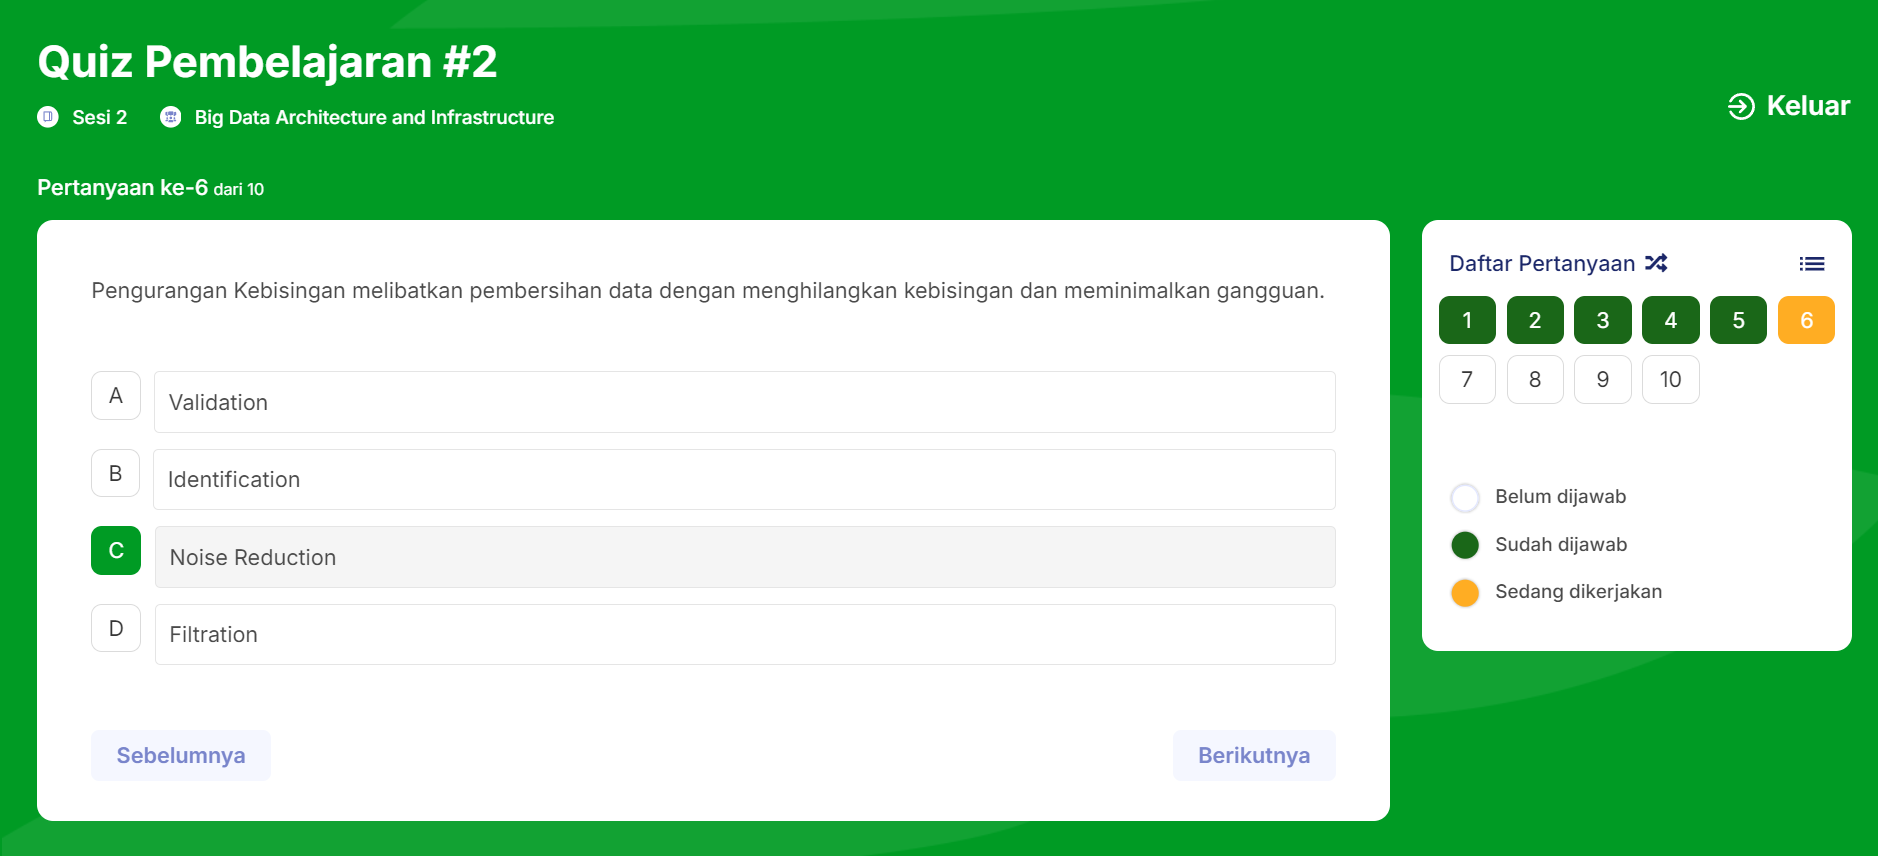 Quiz Pembelajaran #2
Sesi 2
Big Data Architecture and Infrastructure
Keluar
Pertanyaan ke-6 dari 10
Pengurangan Kebisingan melibatkan pembersihan data dengan menghilangkan kebisingan dan meminimalkan gangguan.
A
Validation
B
Identification
C
Noise Reduction
D
Filtration
Sebelumnya
Berikutnya
Daftar Pertanyaan
1 2 3 4 5 6
7 8 9 10
Belum dijawab
Sudah dijawab
Sedang dikerjakan